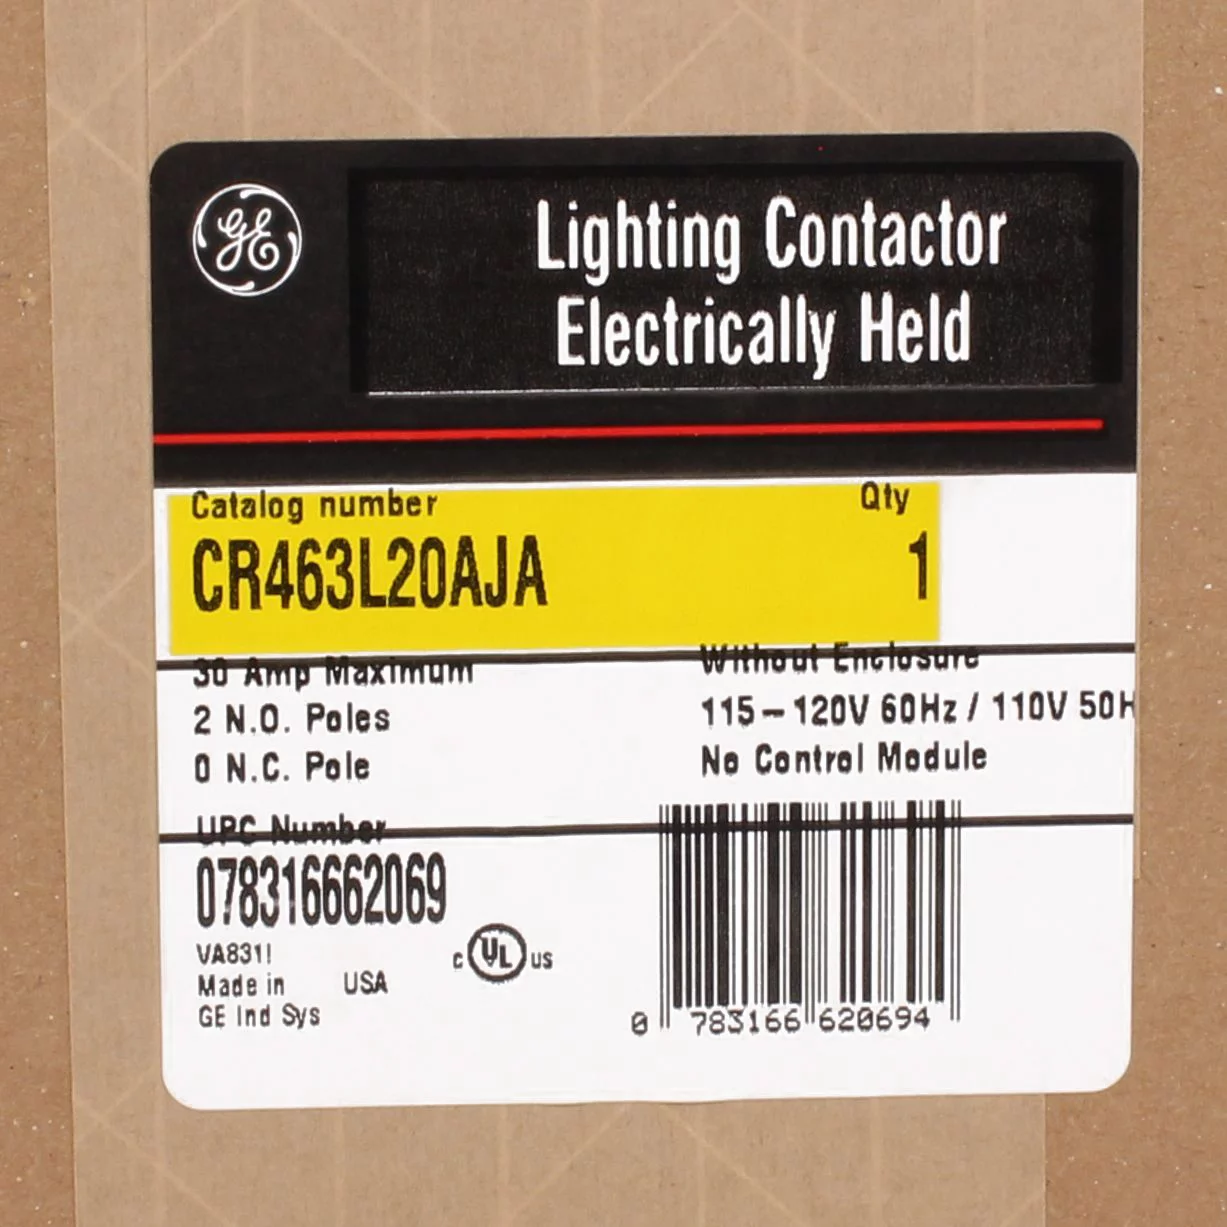 GE
Lighting Contactor
Electrically Held
Catalog number Qty
CR463L20AJA 1
30 Amp Maximum Without Enclosure
2 N.O. Poles 115-120V 60Hz / 110V 50H
0 N.C. Pole No Control Module
UPC Number
078316662069
VA831I
Made in USA
GE Ind Sys
c UL us
0 783166 620694